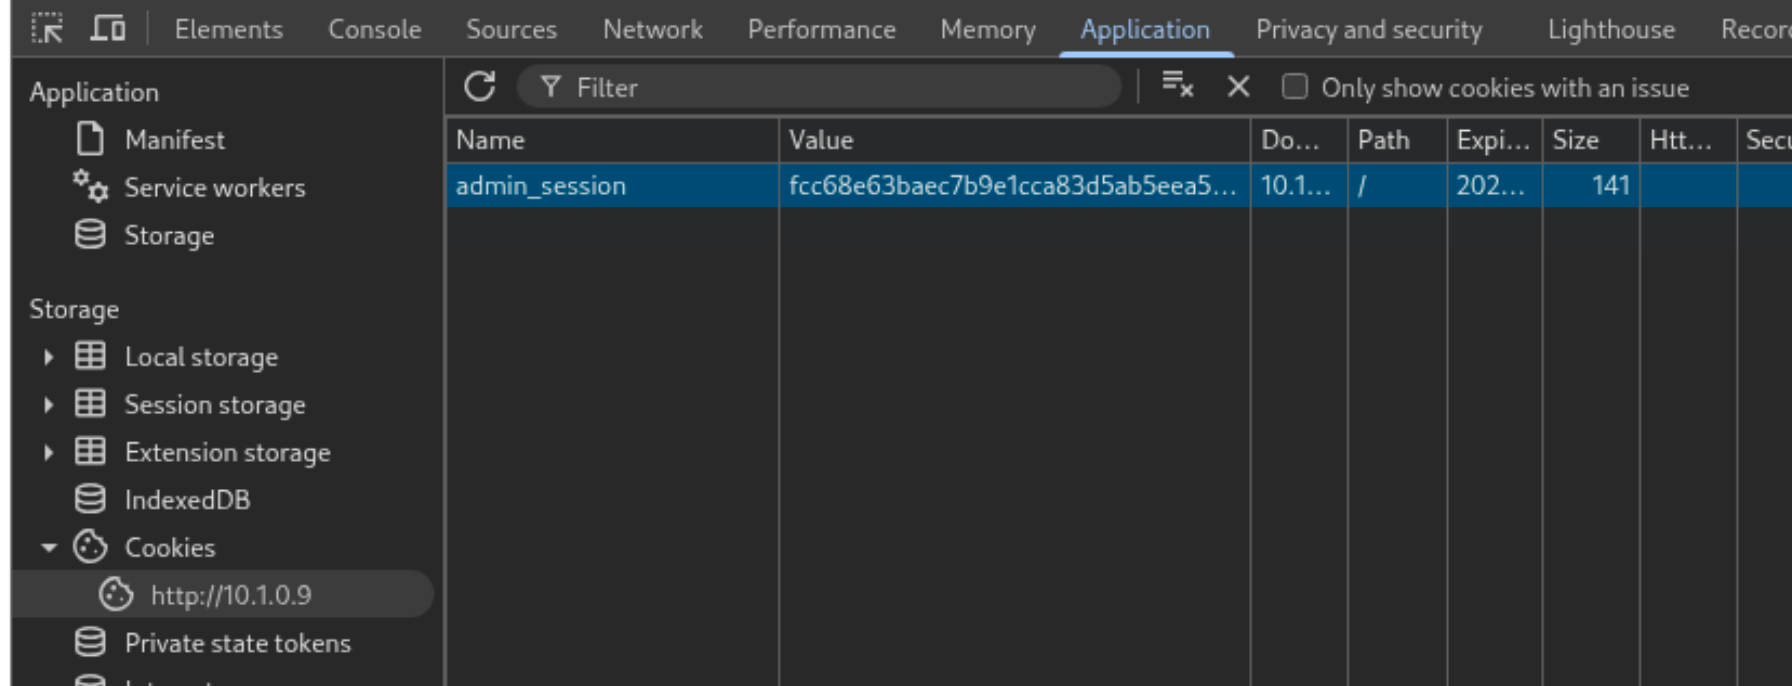 Elements Console Sources Network Performance Memory Application Privacy and security Lighthouse Recor
Application
Manifest
Service workers
Storage
Storage
Local storage
Session storage
Extension storage
IndexedDB
Cookies
http://10.1.0.9
Private state tokens
Filter Only show cookies with an issue
Name Value Do... Path Expi... Size Htt... Secu
admin_session fcc68e63baec7b9e1cca83d5ab5eea5... 10.1... / 202... 141